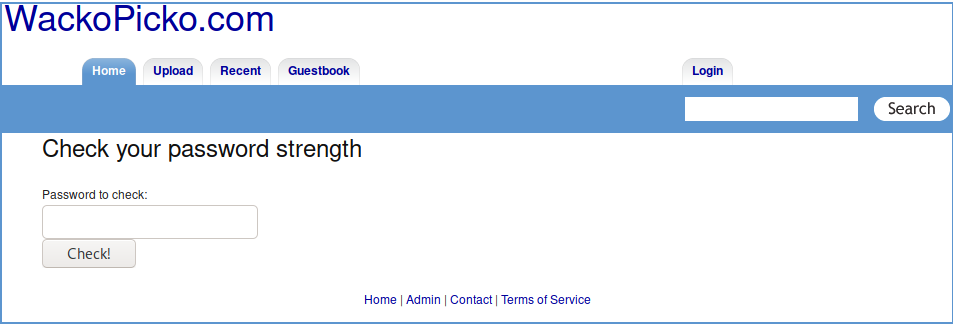 WackoPicko.com
Home Upload Recent Guestbook Login
Search
Check your password strength
Password to check:
Check!
Home | Admin | Contact | Terms of Service